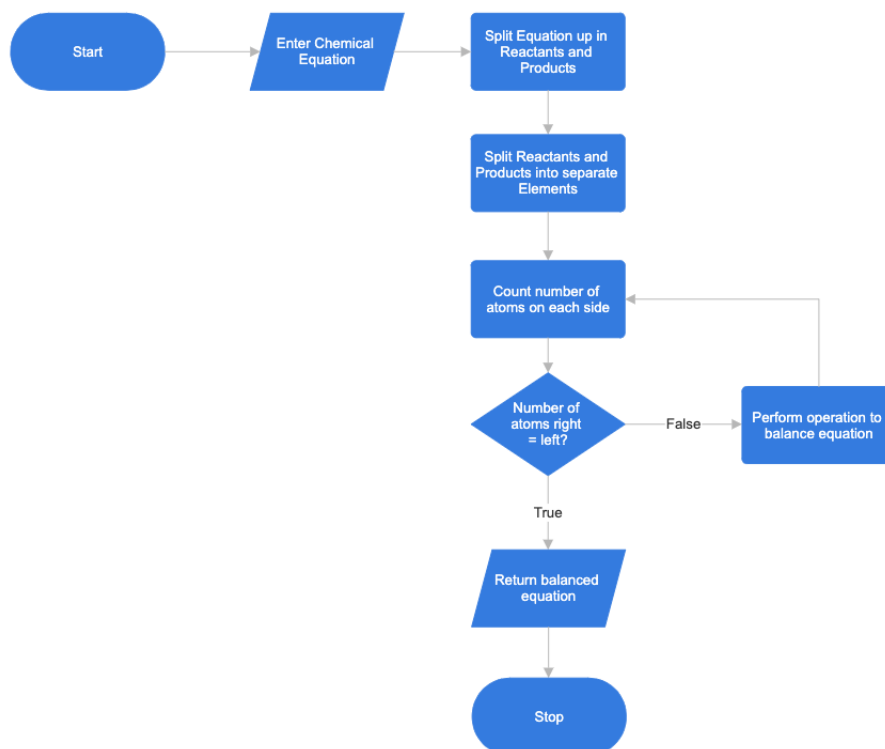 Start
Enter Chemical
Equation
Split Equation up in
Reactants and
Products
Split Reactants and
Products into separate
Elements
Count number of
atoms on each side
Number of
atoms right
= left?
False
Perform operation to
balance equation
True
Return balanced
equation
Stop